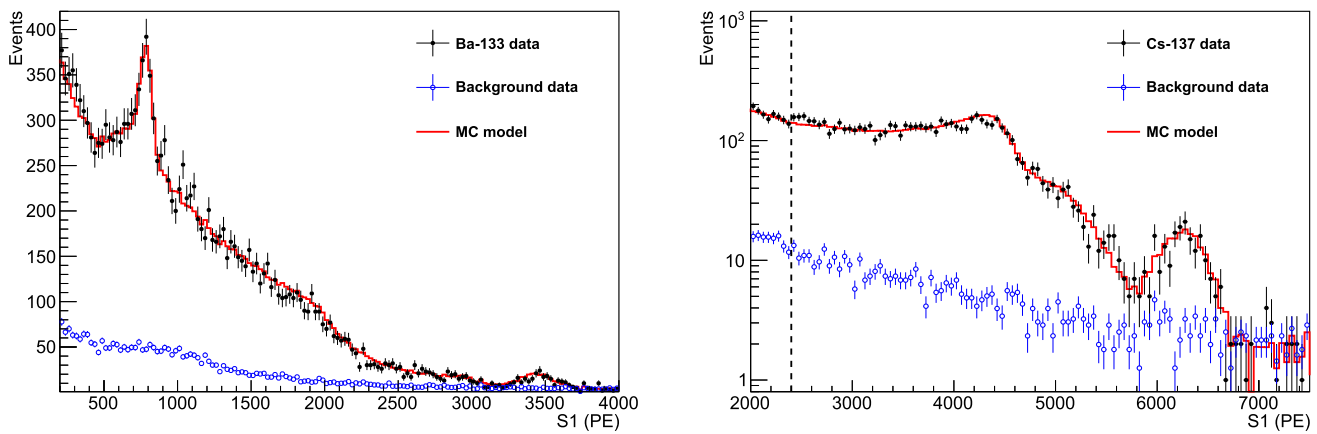 Events
400
350
300
250
200
150
100
50
500 1000 1500 2000 2500 3000 3500 4000
S1 (PE)
Ba-133 data
Background data
MC model
Events
10³
10²
10
1
2000 3000 4000 5000 6000 7000
S1 (PE)
Cs-137 data
Background data
MC model